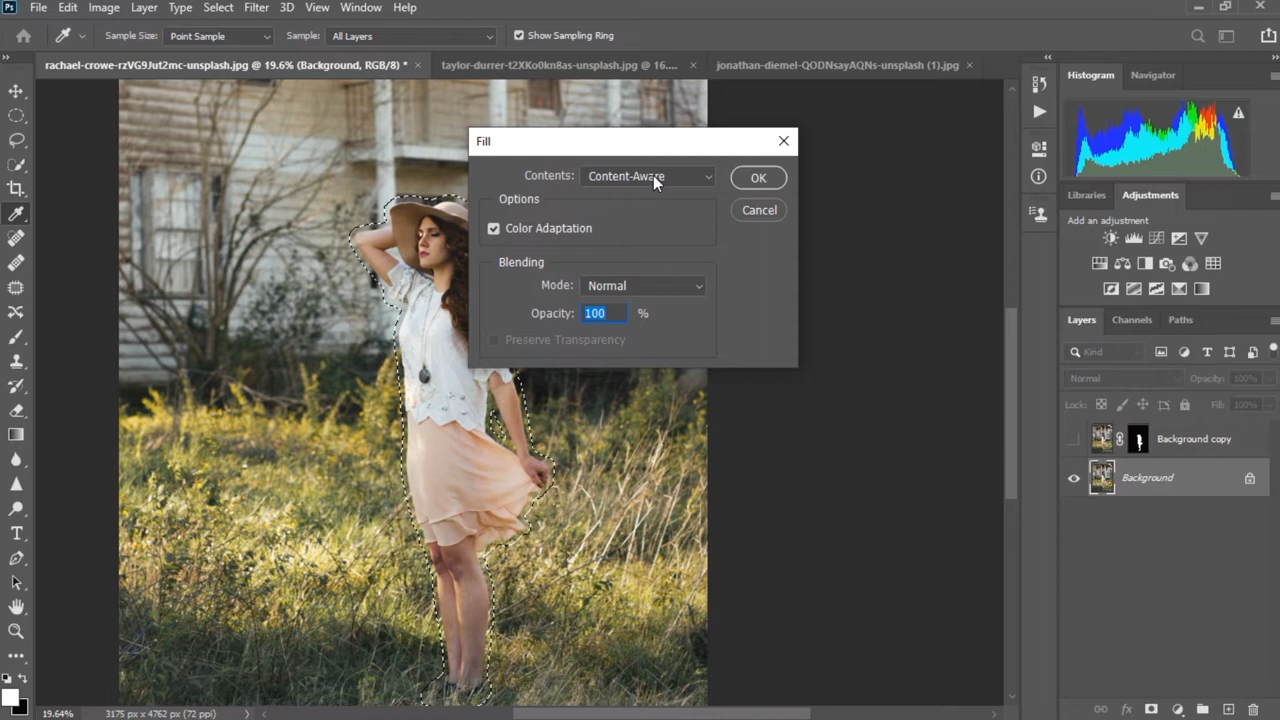 Ps File Edit Image Layer Type Select Filter 3D View Window Help
Sample Size: Point Sample Sample: All Layers Show Sampling Ring
rachael-crowe-rzVG9Jut2mc-unsplash.jpg @ 19.6% (Background, RGB/8) * × taylor-durrer-t2XKo0kn8as-unsplash.jpg @ 16.... × jonathan-diemel-QODNsayAQNs-unsplash (1).jpg ×
Histogram Navigator
Fill
Contents: Content-Aware OK
Options
Cancel
Color Adaptation
Blending
Mode: Normal
Opacity: 100 %
Preserve Transparency
Libraries Adjustments
Add an adjustment
Layers Channels Paths
Kind
Normal Opacity: 100%
Lock: Fill: 100%
Background copy
Background
19.64% 3175 px x 4762 px (72 ppi)